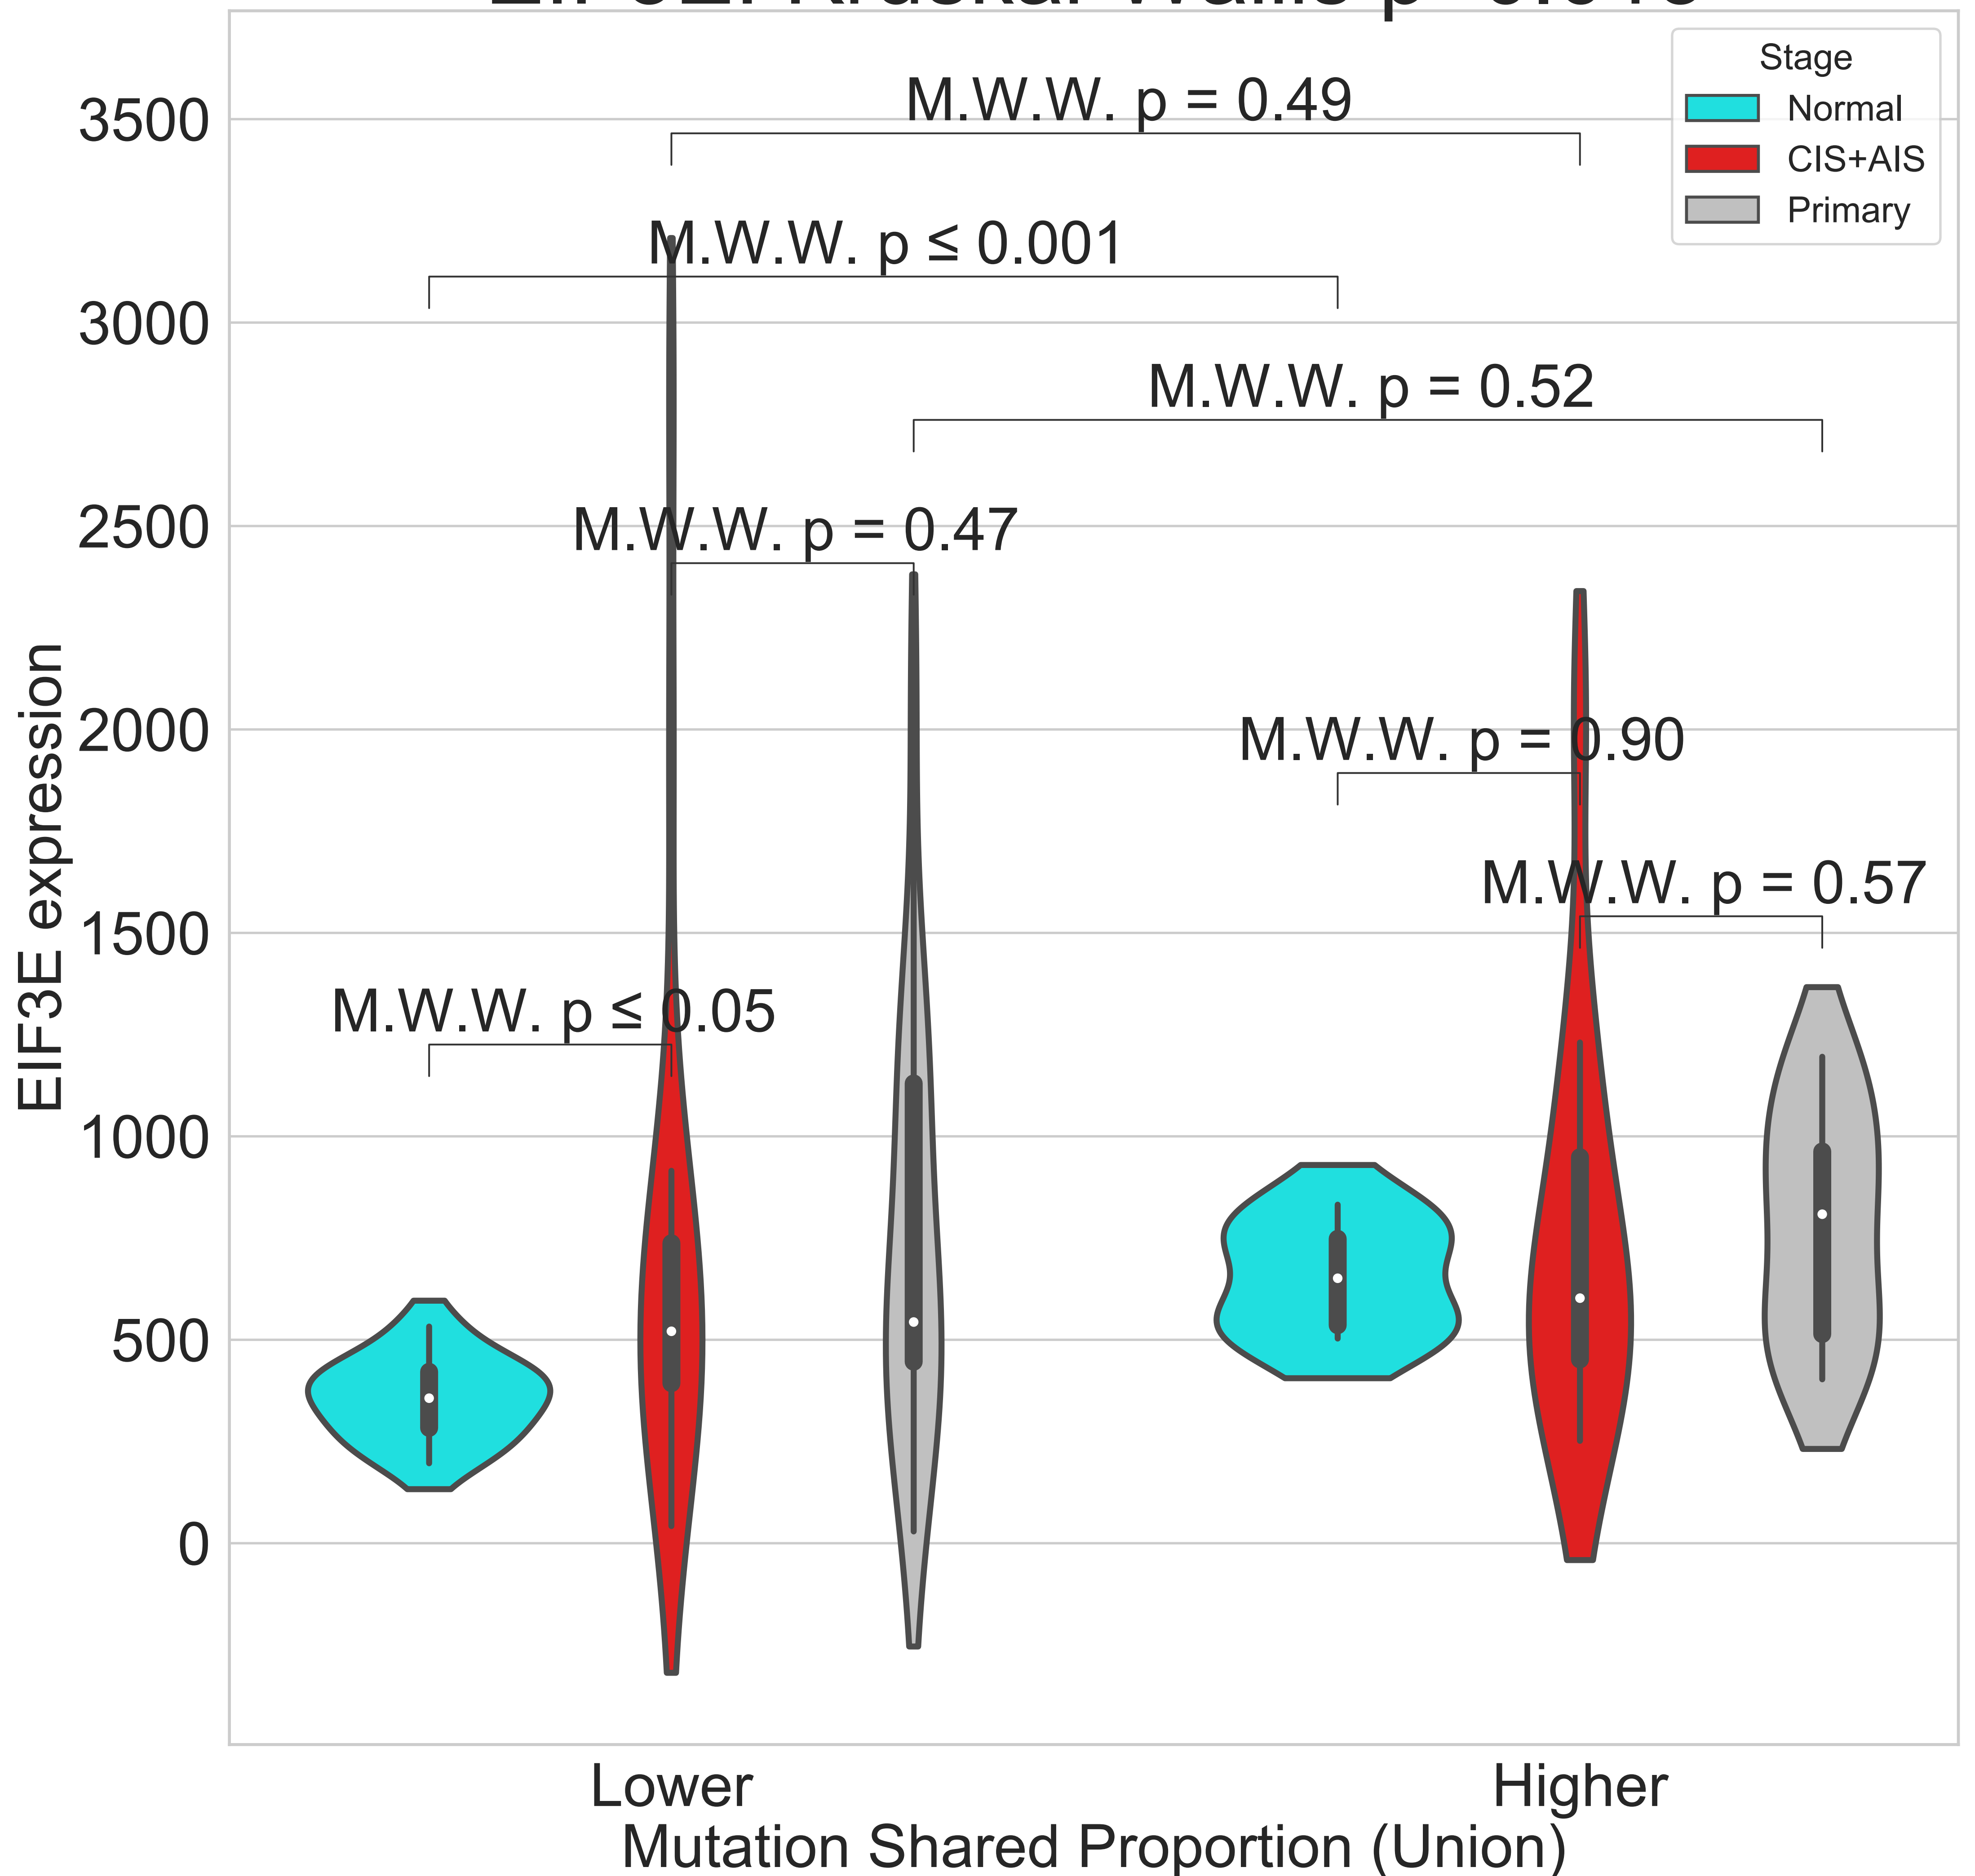 Stage
Normal
CIS+AIS
Primary
M.W.W. p = 0.49
M.W.W. p ≤ 0.001
M.W.W. p = 0.52
M.W.W. p = 0.47
M.W.W. p = 0.90
M.W.W. p = 0.57
M.W.W. p ≤ 0.05
3500
3000
2500
2000
1500
1000
500
0
EIF3E expression
Lower
Higher
Mutation Shared Proportion (Union)